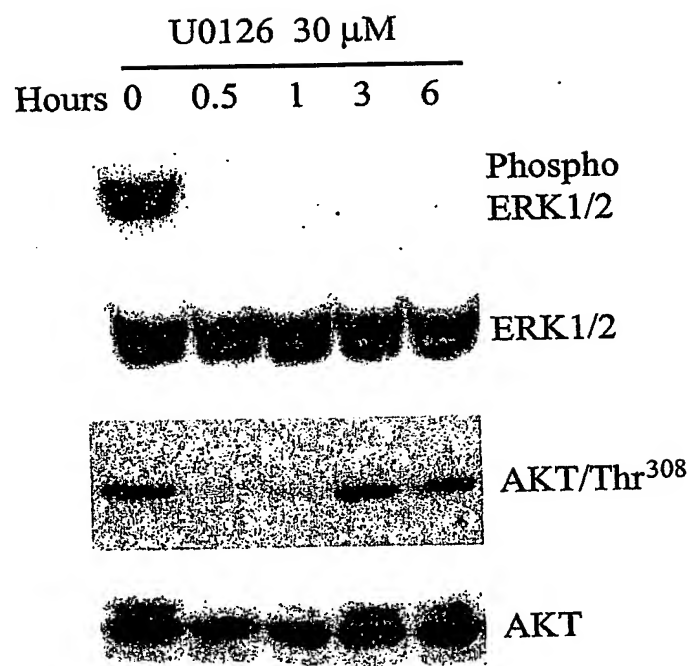 U0126 30 µM
Hours 0 0.5 1 3 6
Phospho
ERK1/2
ERK1/2
AKT/Thr³⁰⁸
AKT